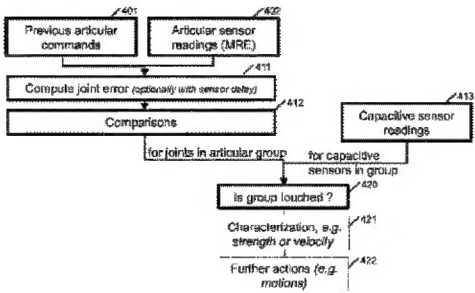 401
402
Previous articular
commands
Articular sensor
readings (MRE)
411
Compute joint error (optionally with sensor delay)
412
Comparisons
413
Capacitive sensor
readings
for joints in articular group
for capacitive
sensors in group
420
Is group touched ?
421
Characterization, e.g.
strength or velocity
422
Further actions (e.g.
motions)